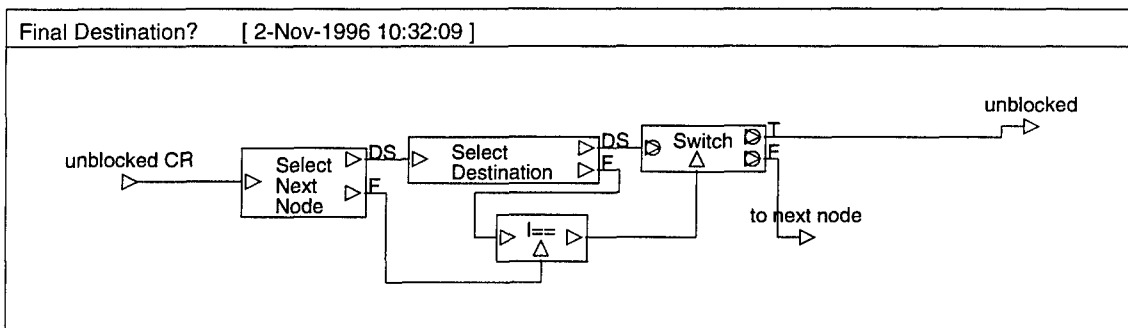 Final Destination? [ 2-Nov-1996 10:32:09 ]
unblocked CR
Select
Next
Node
DS
F
Select
Destination
DS
F
I==
Switch
T
F
unblocked
to next node